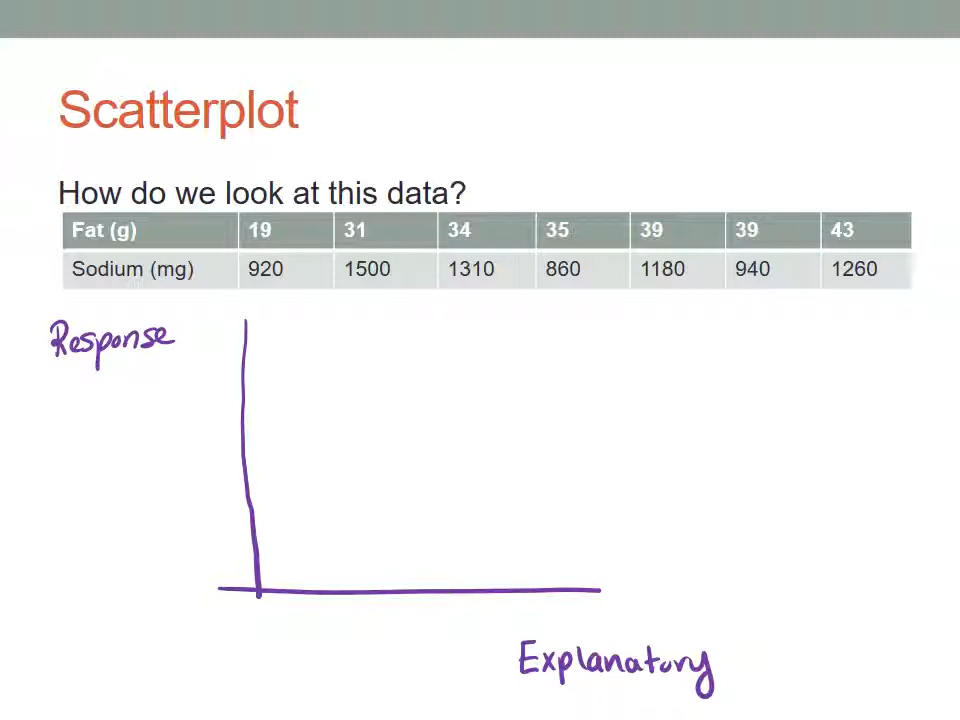 Scatterplot
How do we look at this data?
Fat (g) 19 31 34 35 39 39 43
Sodium (mg) 920 1500 1310 860 1180 940 1260
Response
Explanatory